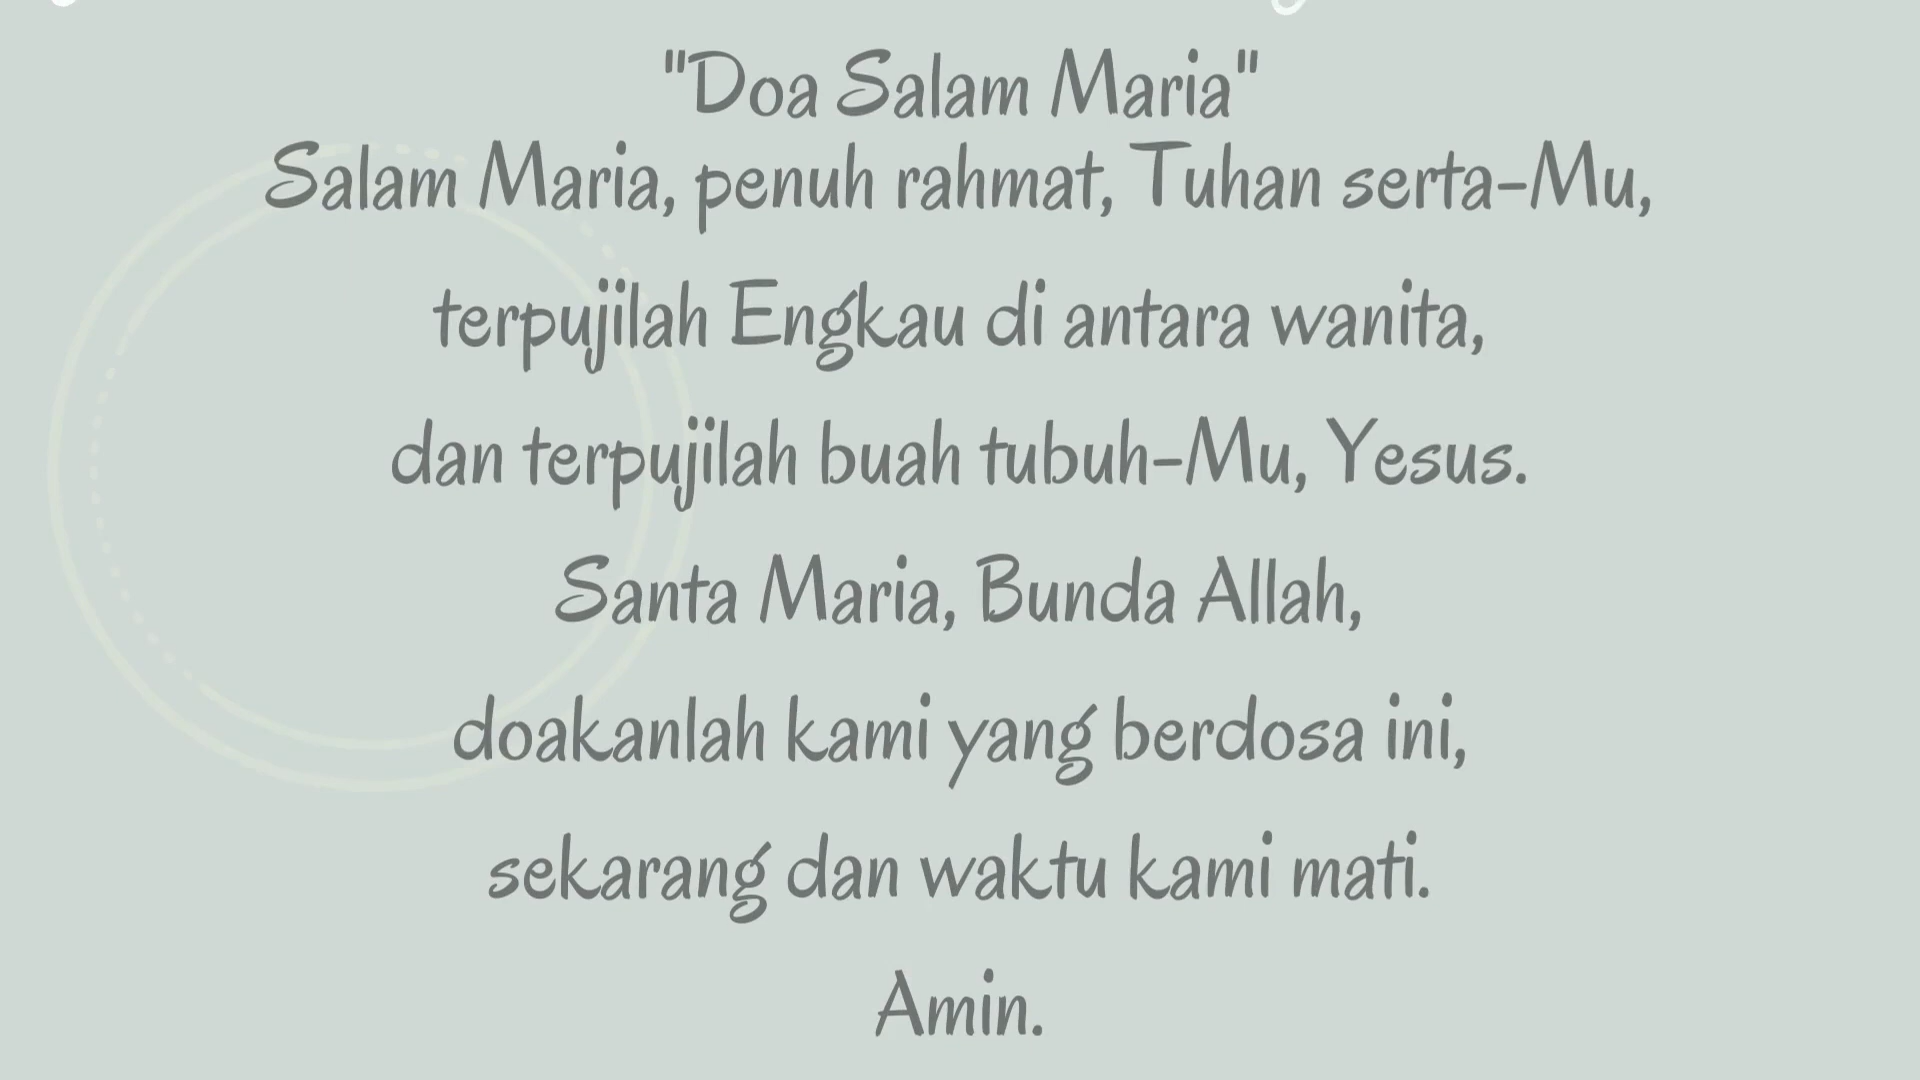 "Doa Salam Maria"
Salam Maria, penuh rahmat, Tuhan serta-Mu,
terpujilah Engkau di antara wanita,
dan terpujilah buah tubuh-Mu, Yesus.
Santa Maria, Bunda Allah,
doakanlah kami yang berdosa ini,
sekarang dan waktu kami mati.
Amin.